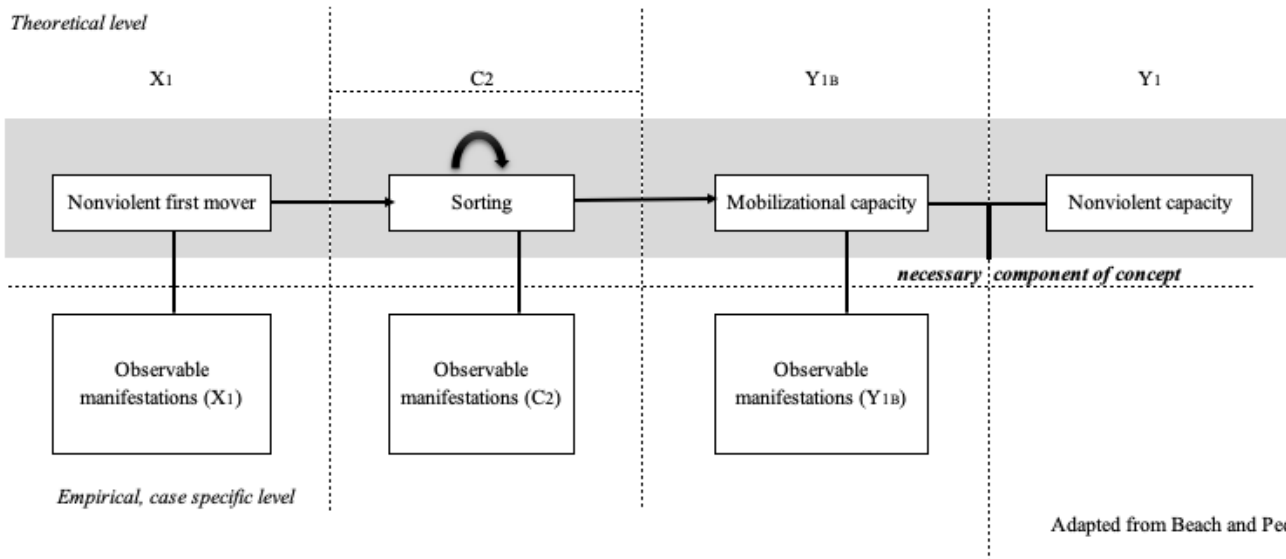 Theoretical level
X1
C2
Y1B
Y1
Nonviolent first mover
Sorting
Mobilizational capacity
Nonviolent capacity
necessary component of concept
Observable
manifestations (X1)
Observable
manifestations (C2)
Observable
manifestations (Y1B)
Empirical, case specific level
Adapted from Beach and